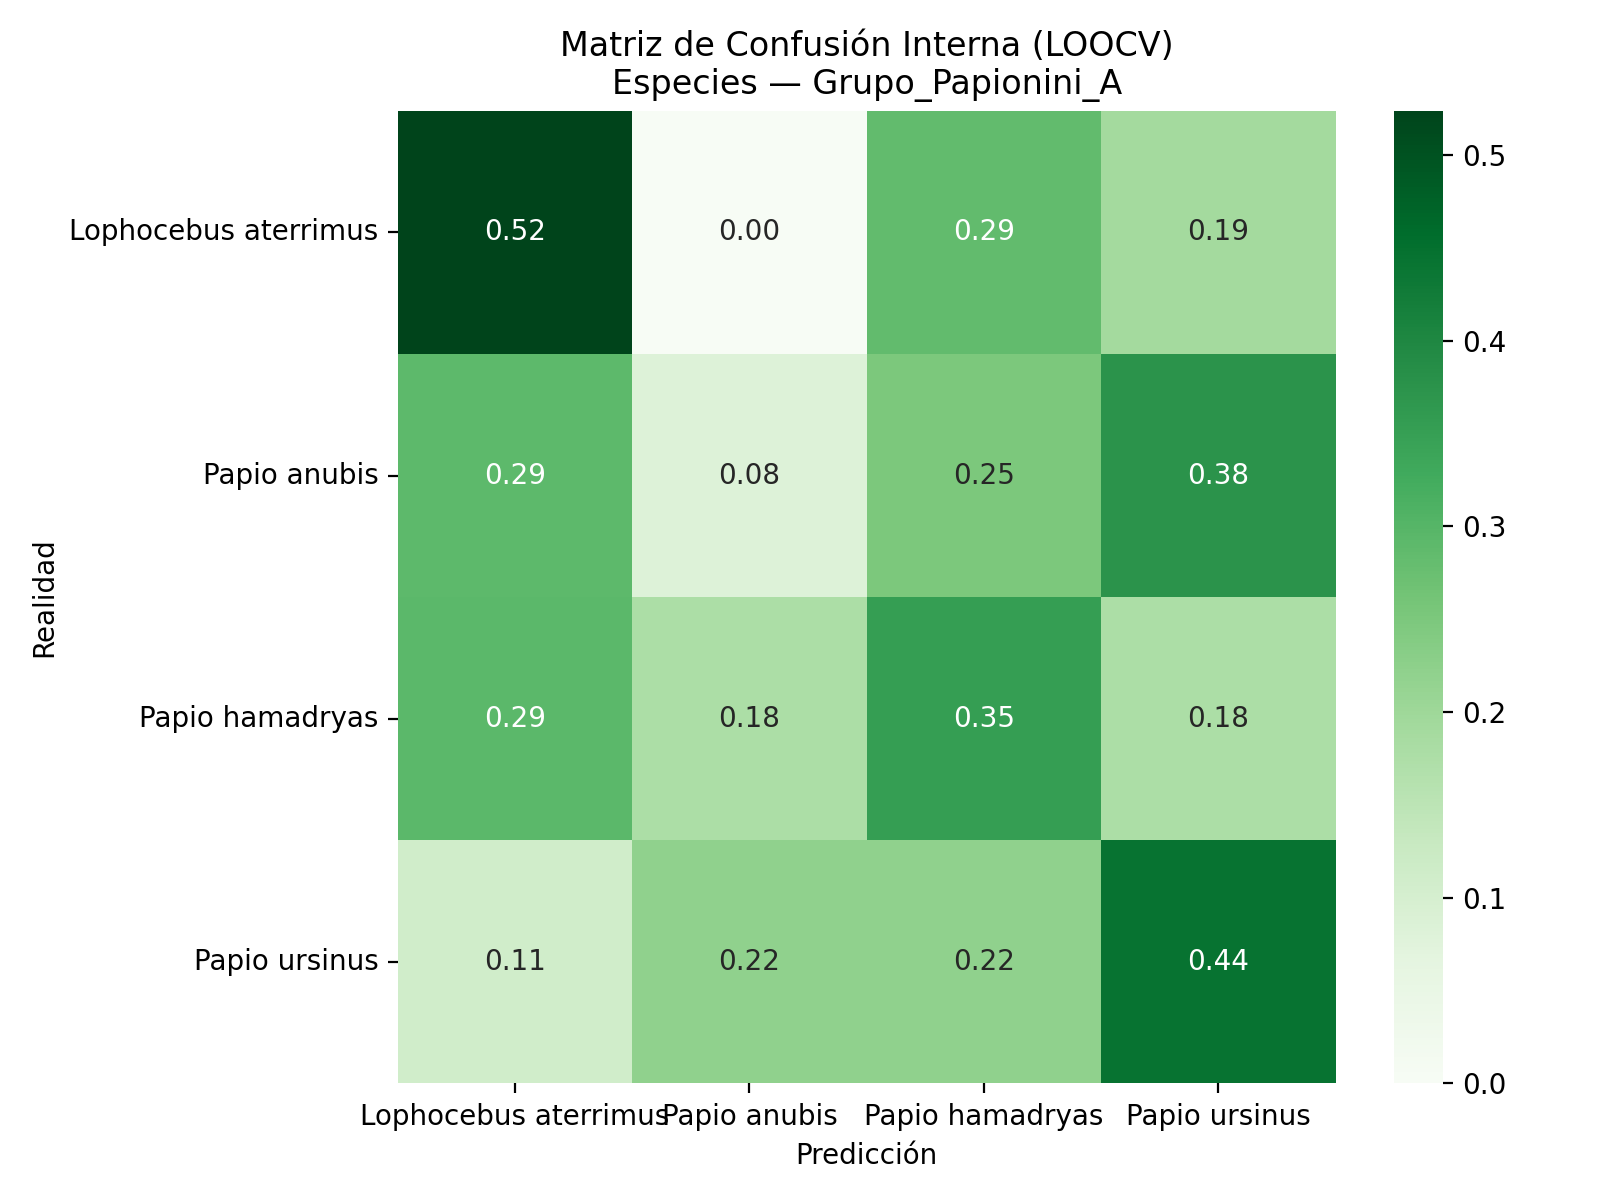 Matriz de Confusión Interna (LOOCV)
Especies — Grupo_Papionini_A
Lophocebus aterrimus 0.52 0.00 0.29 0.19
Papio anubis 0.29 0.08 0.25 0.38
Papio hamadryas 0.29 0.18 0.35 0.18
Papio ursinus 0.11 0.22 0.22 0.44
Realidad
Lophocebus aterrimus Papio anubis Papio hamadryas Papio ursinus
Predicción
0.5
0.4
0.3
0.2
0.1
0.0